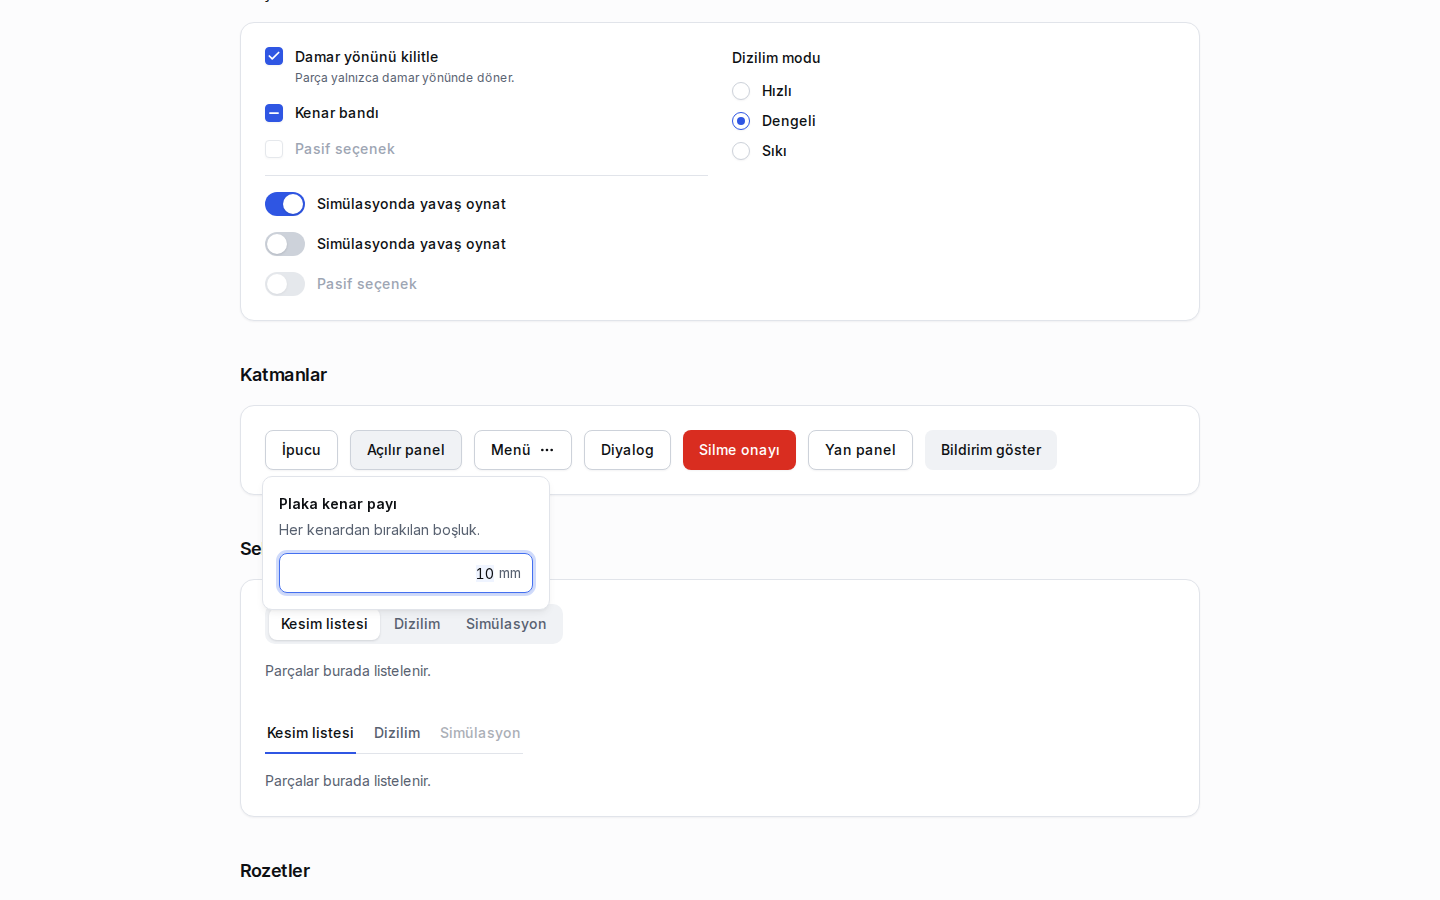 Damar yönünü kilitle
Parça yalnızca damar yönünde döner.
Kenar bandı
Pasif seçenek
Simülasyonda yavaş oynat
Simülasyonda yavaş oynat
Pasif seçenek
Dizilim modu
Hızlı
Dengeli
Sıkı
Katmanlar
İpucu Açılır panel Menü ··· Diyalog Silme onayı Yan panel Bildirim göster
Plaka kenar payı
Her kenardan bırakılan boşluk.
10 mm
Se
Kesim listesi Dizilim Simülasyon
Parçalar burada listelenir.
Kesim listesi Dizilim Simülasyon
Parçalar burada listelenir.
Rozetler